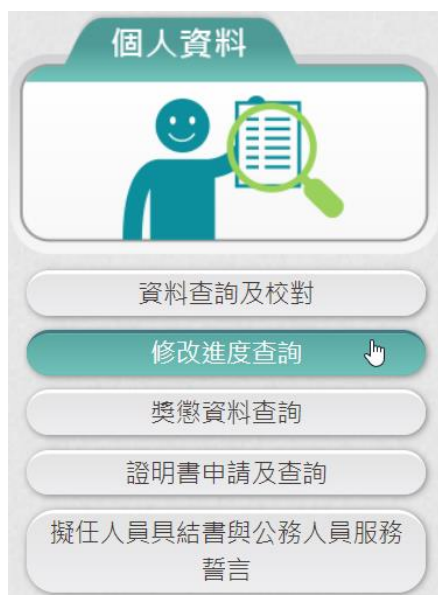 個人資料
資料查詢及校對
修改進度查詢
獎懲資料查詢
證明書申請及查詢
擬任人員具結書與公務人員服務
誓言